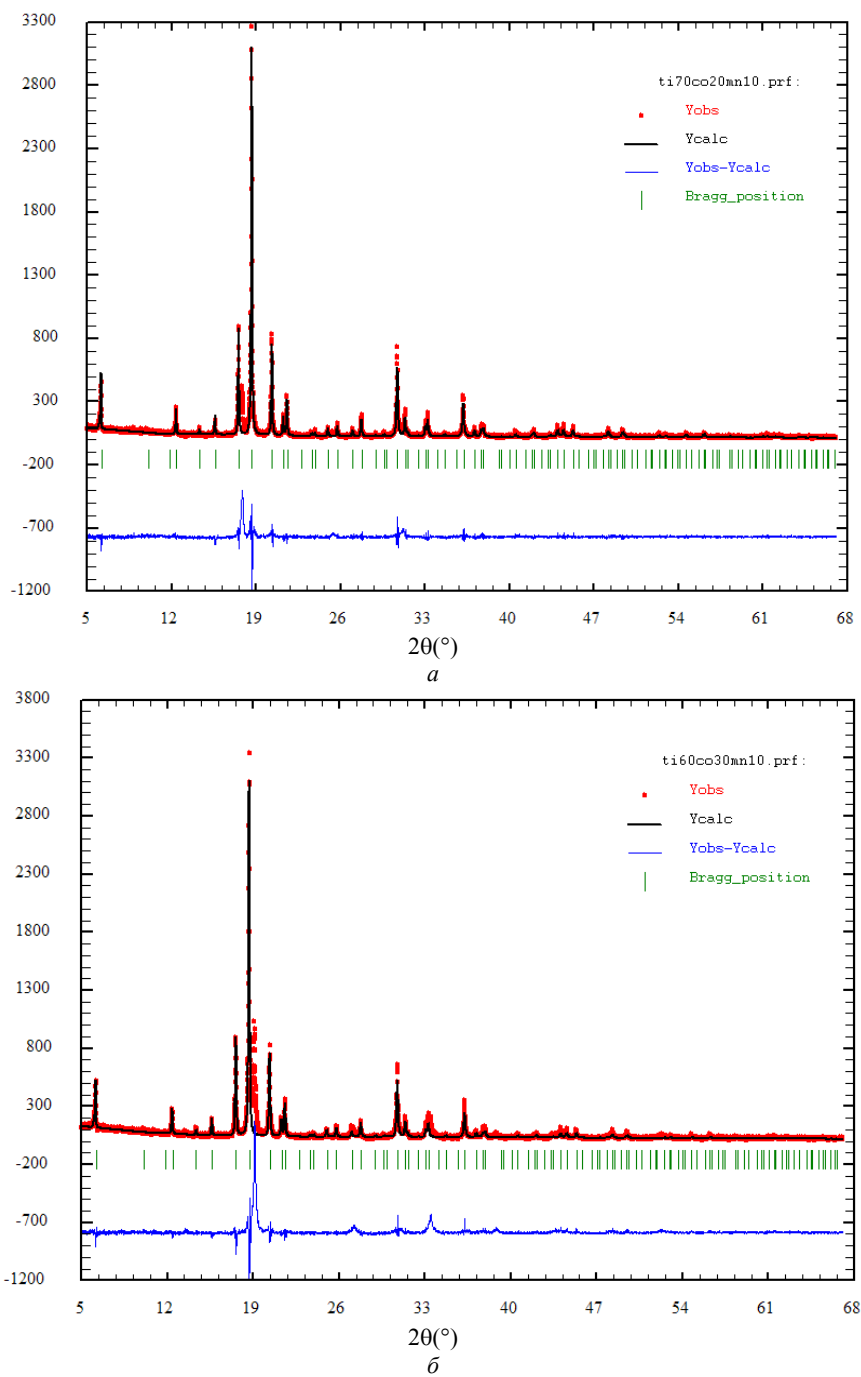 3300
2800
2300
1800
1300
800
300
-200
-700
-1200
ti70co20mn10.prf:
Yobs
Ycalc
Yobs-Ycalc
Bragg_position
5 12 19 26 33 40 47 54 61 68
2θ(°)
а
3800
3300
2800
2300
1800
1300
800
300
-200
-700
-1200
ti60co30mn10.prf:
Yobs
Ycalc
Yobs-Ycalc
Bragg_position
5 12 19 26 33 40 47 54 61 68
2θ(°)
б